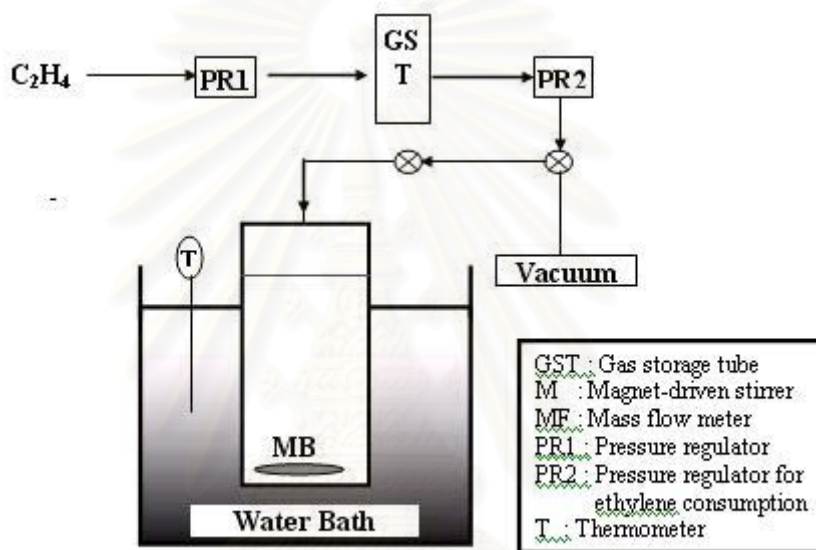 C₂H₄
PR1
GS
T
PR2
Vacuum
T
MB
Water Bath
GST : Gas storage tube
M : Magnet-driven stirrer
MF : Mass flow meter
PR1 : Pressure regulator
PR2 : Pressure regulator for
ethylene consumption
T : Thermometer